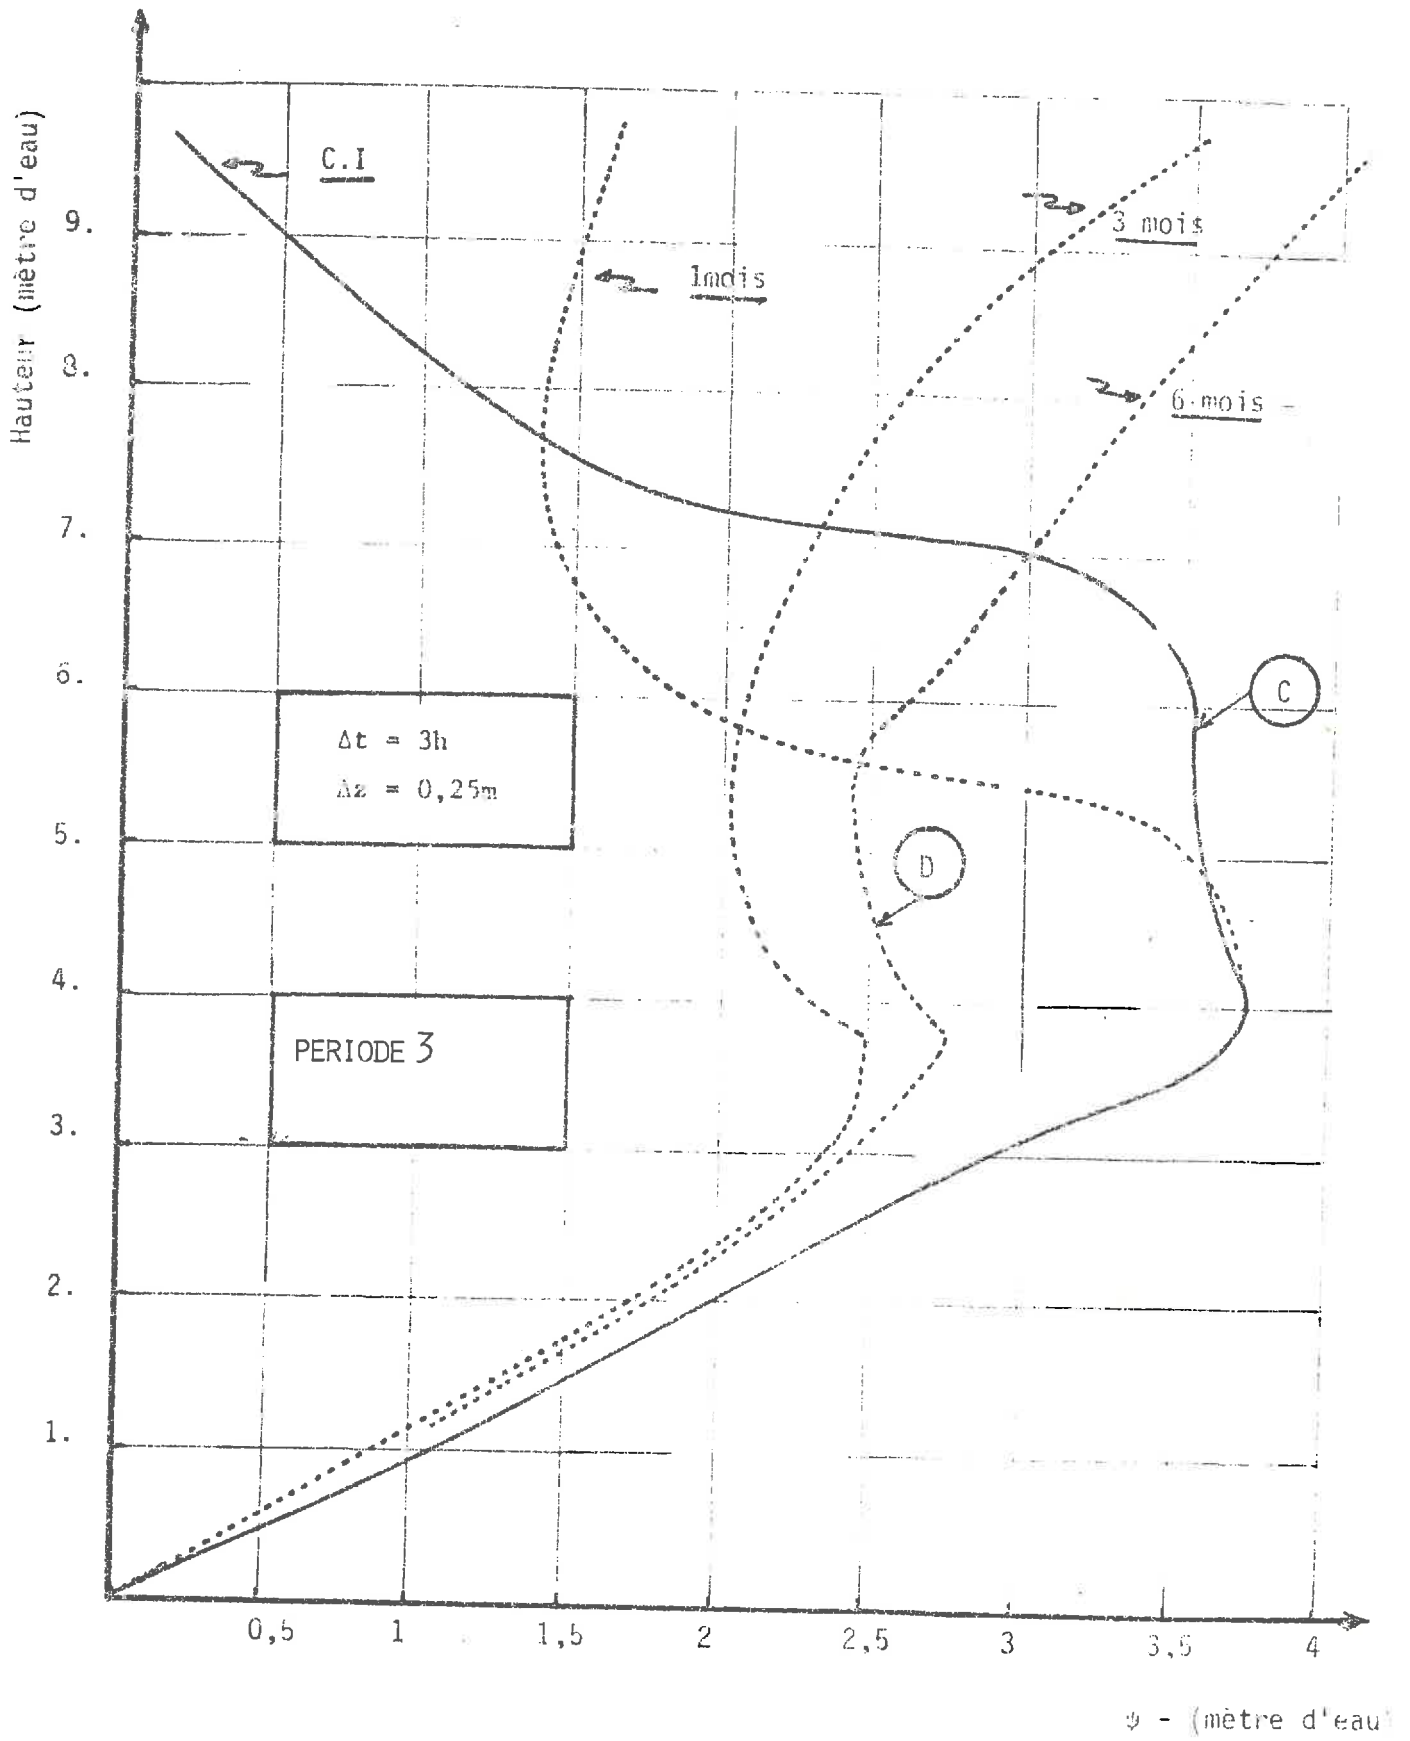 Hauteur (mètre d'eau)
C.I
9.
3 mois
1mois
8.
6 mois
7.
6.
C
Δt = 3h
Δz = 0,25m
5.
D
4.
PERIODE 3
3.
2.
1.
0,5
1
1,5
2
2,5
3
3,5
4
ψ - (mètre d'eau